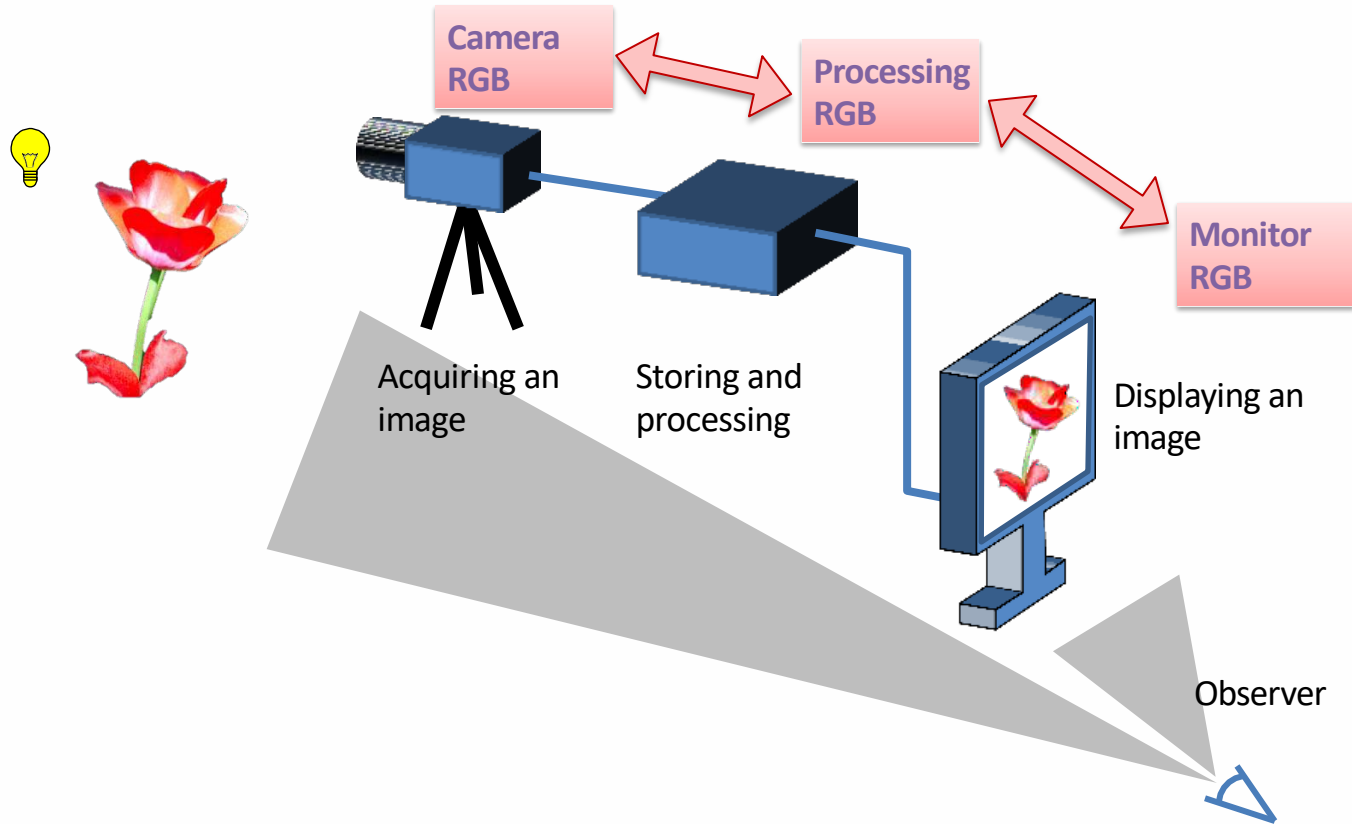 Camera
RGB
Processing
RGB
Monitor
RGB
Acquiring an
image
Storing and
processing
Displaying an
image
Observer